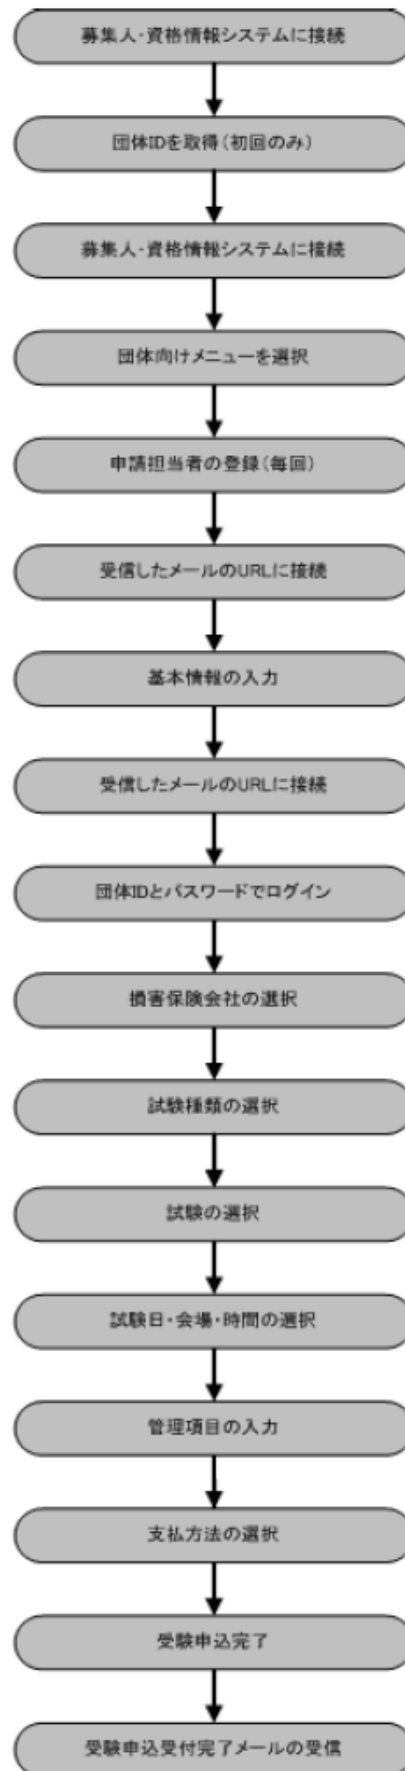 募集人・資格情報システムに接続
団体IDを取得（初回のみ）
募集人・資格情報システムに接続
団体向けメニューを選択
申請担当者の登録（毎回）
受信したメールのURLに接続
基本情報の入力
受信したメールのURLに接続
団体IDとパスワードでログイン
損害保険会社の選択
試験種類の選択
試験の選択
試験日・会場・時間の選択
管理項目の入力
支払方法の選択
受験申込完了
受験申込受付完了メールの受信